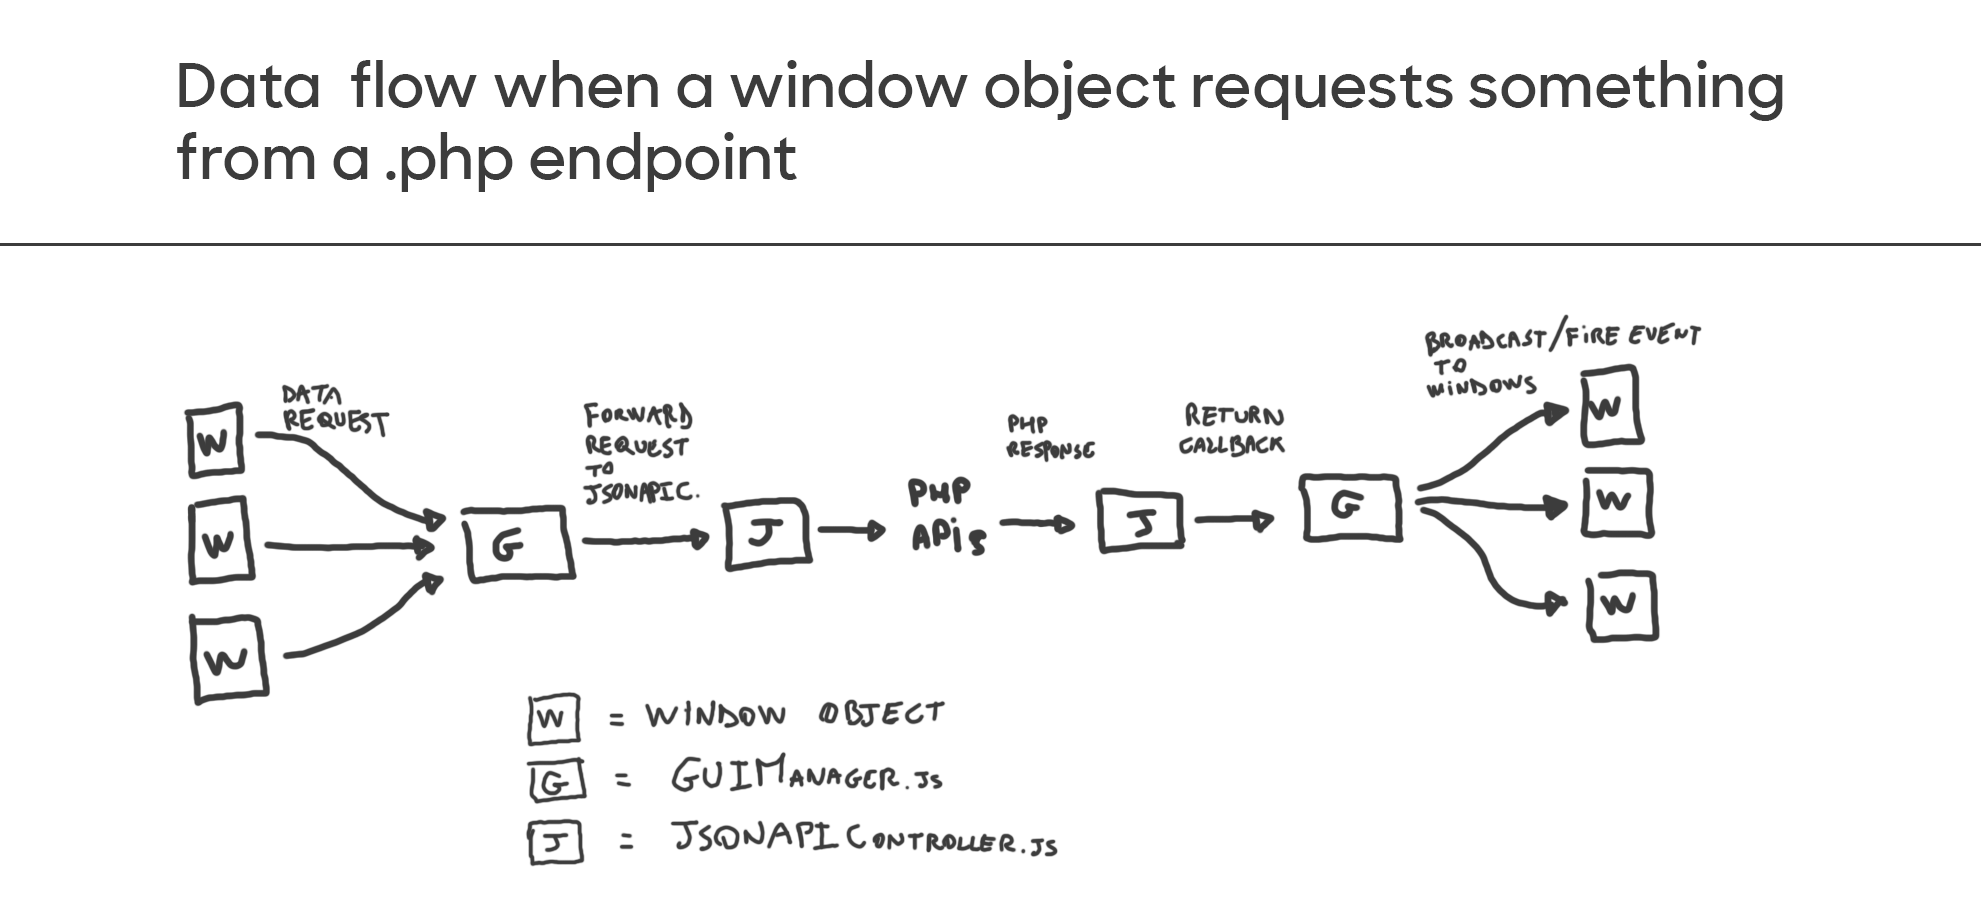 Data flow when a window object requests something
from a .php endpoint
DATA
REQUEST
W
W
W
G
FORWARD
REQUEST
TO
JSONAPIC.
J
PHP
APiS
PHP
RESPONSE
J
RETURN
CALLBACK
G
BROADCAST/FiRE EVENT
TO
WiNDOWS
W
W
W
W = WINDOW OBJECT
G = GUIMANAGER.JS
J = JSONAPICONTROLLER.JS